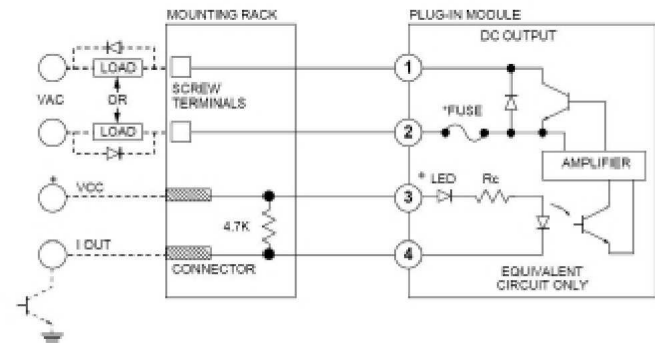 MOUNTING RACK
PLUG-IN MODULE
DC OUTPUT
LOAD
1
SCREW
TERMINALS
VAC
OR
*FUSE
LOAD
2
AMPLIFIER
+
VCC
3
* LED
Rc
4.7K
I OUT
4
CONNECTOR
EQUIVALENT
CIRCUIT ONLY